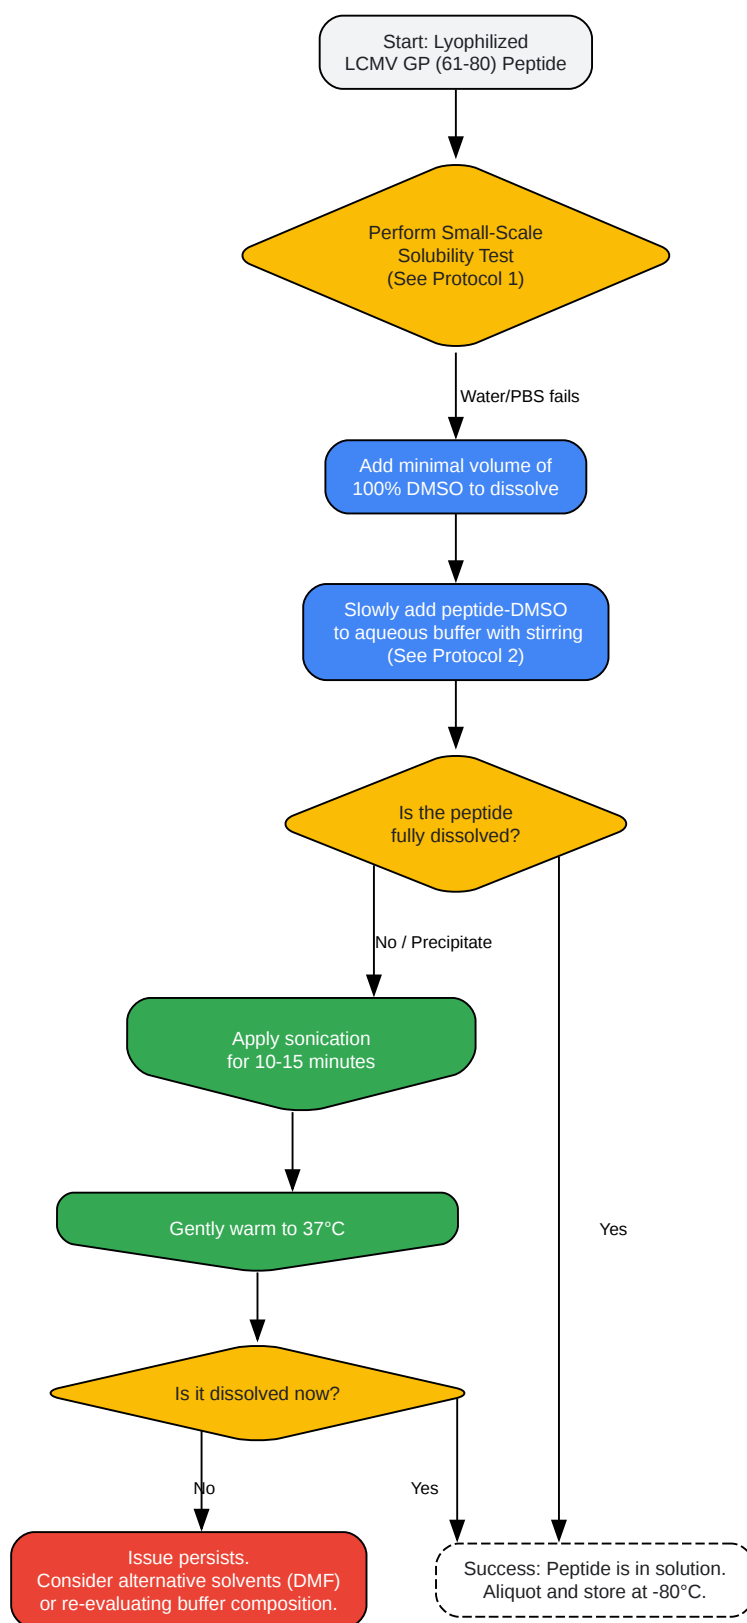 Start: Lyophilized
LCMV GP (61-80) Peptide
Perform Small-Scale
Solubility Test
(See Protocol 1)
Water/PBS fails
Add minimal volume of
100% DMSO to dissolve
Slowly add peptide-DMSO
to aqueous buffer with stirring
(See Protocol 2)
Is the peptide
fully dissolved?
No / Precipitate
Apply sonication
for 10-15 minutes
Gently warm to 37°C
Yes
Is it dissolved now?
No
Yes
Issue persists.
Consider alternative solvents (DMF)
or re-evaluating buffer composition.
Success: Peptide is in solution.
Aliquot and store at -80°C.